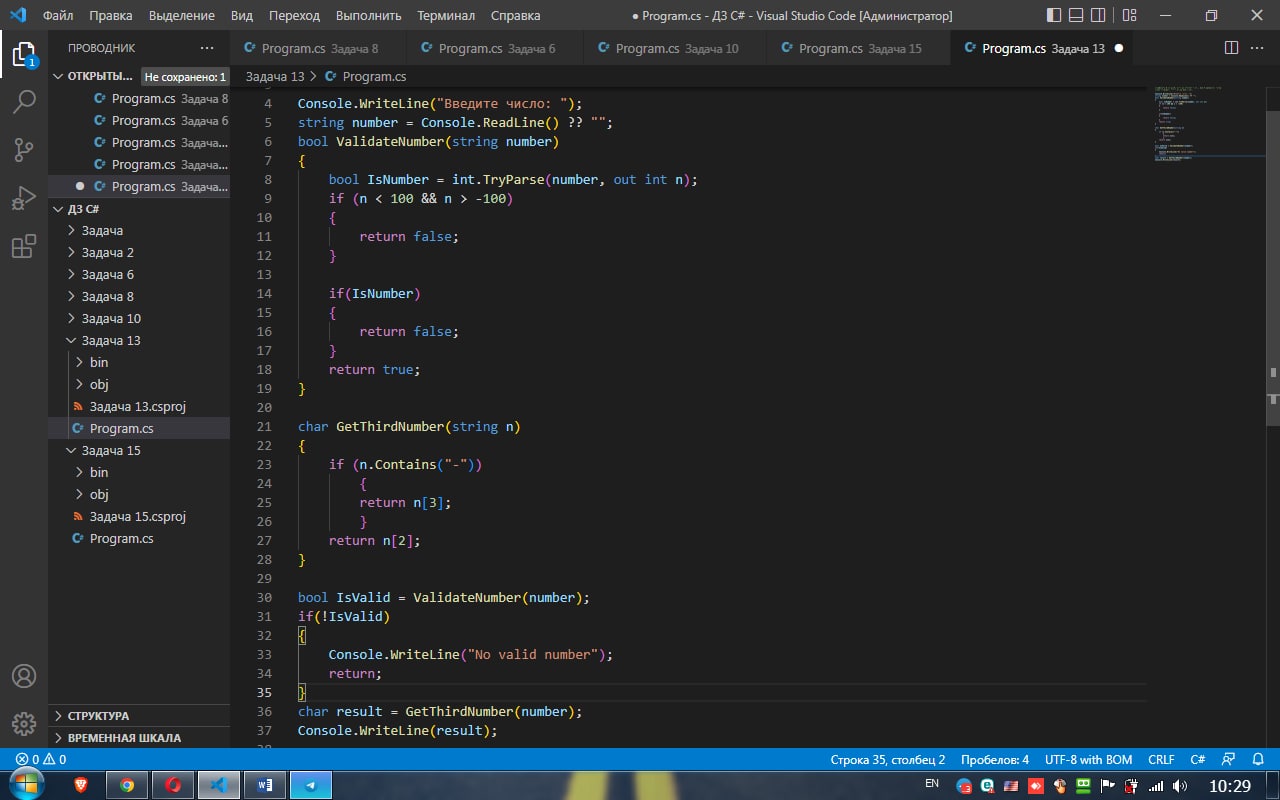 Файл Правка Выделение Вид Переход Выполнить Терминал Справка ● Program.cs - ДЗ C# - Visual Studio Code [Администратор]
ПРОВОДНИК
Program.cs Задача 8 Program.cs Задача 6 Program.cs Задача 10 Program.cs Задача 15 Program.cs Задача 13
ОТКРЫТЫ... Не сохранено: 1
Program.cs Задача 8
Program.cs Задача 6
Program.cs Задача...
Program.cs Задача...
Program.cs Задача...
ДЗ C#
Задача
Задача 2
Задача 6
Задача 8
Задача 10
Задача 13
bin
obj
Задача 13.csproj
Program.cs
Задача 15
bin
obj
Задача 15.csproj
Program.cs
СТРУКТУРА
ВРЕМЕННАЯ ШКАЛА
Задача 13 > Program.cs
4 Console.WriteLine("Введите число: ");
5 string number = Console.ReadLine() ?? "";
6 bool ValidateNumber(string number)
7 {
8 bool IsNumber = int.TryParse(number, out int n);
9 if (n < 100 && n > -100)
10 {
11 return false;
12 }
13
14 if(IsNumber)
15 {
16 return false;
17 }
18 return true;
19 }
20
21 char GetThirdNumber(string n)
22 {
23 if (n.Contains("-"))
24 {
25 return n[3];
26 }
27 return n[2];
28 }
29
30 bool IsValid = ValidateNumber(number);
31 if(!IsValid)
32 {
33 Console.WriteLine("No valid number");
34 return;
35 }
36 char result = GetThirdNumber(number);
37 Console.WriteLine(result);
0 0 Строка 35, столбец 2 Пробелов: 4 UTF-8 with BOM CRLF C#
EN 10:29